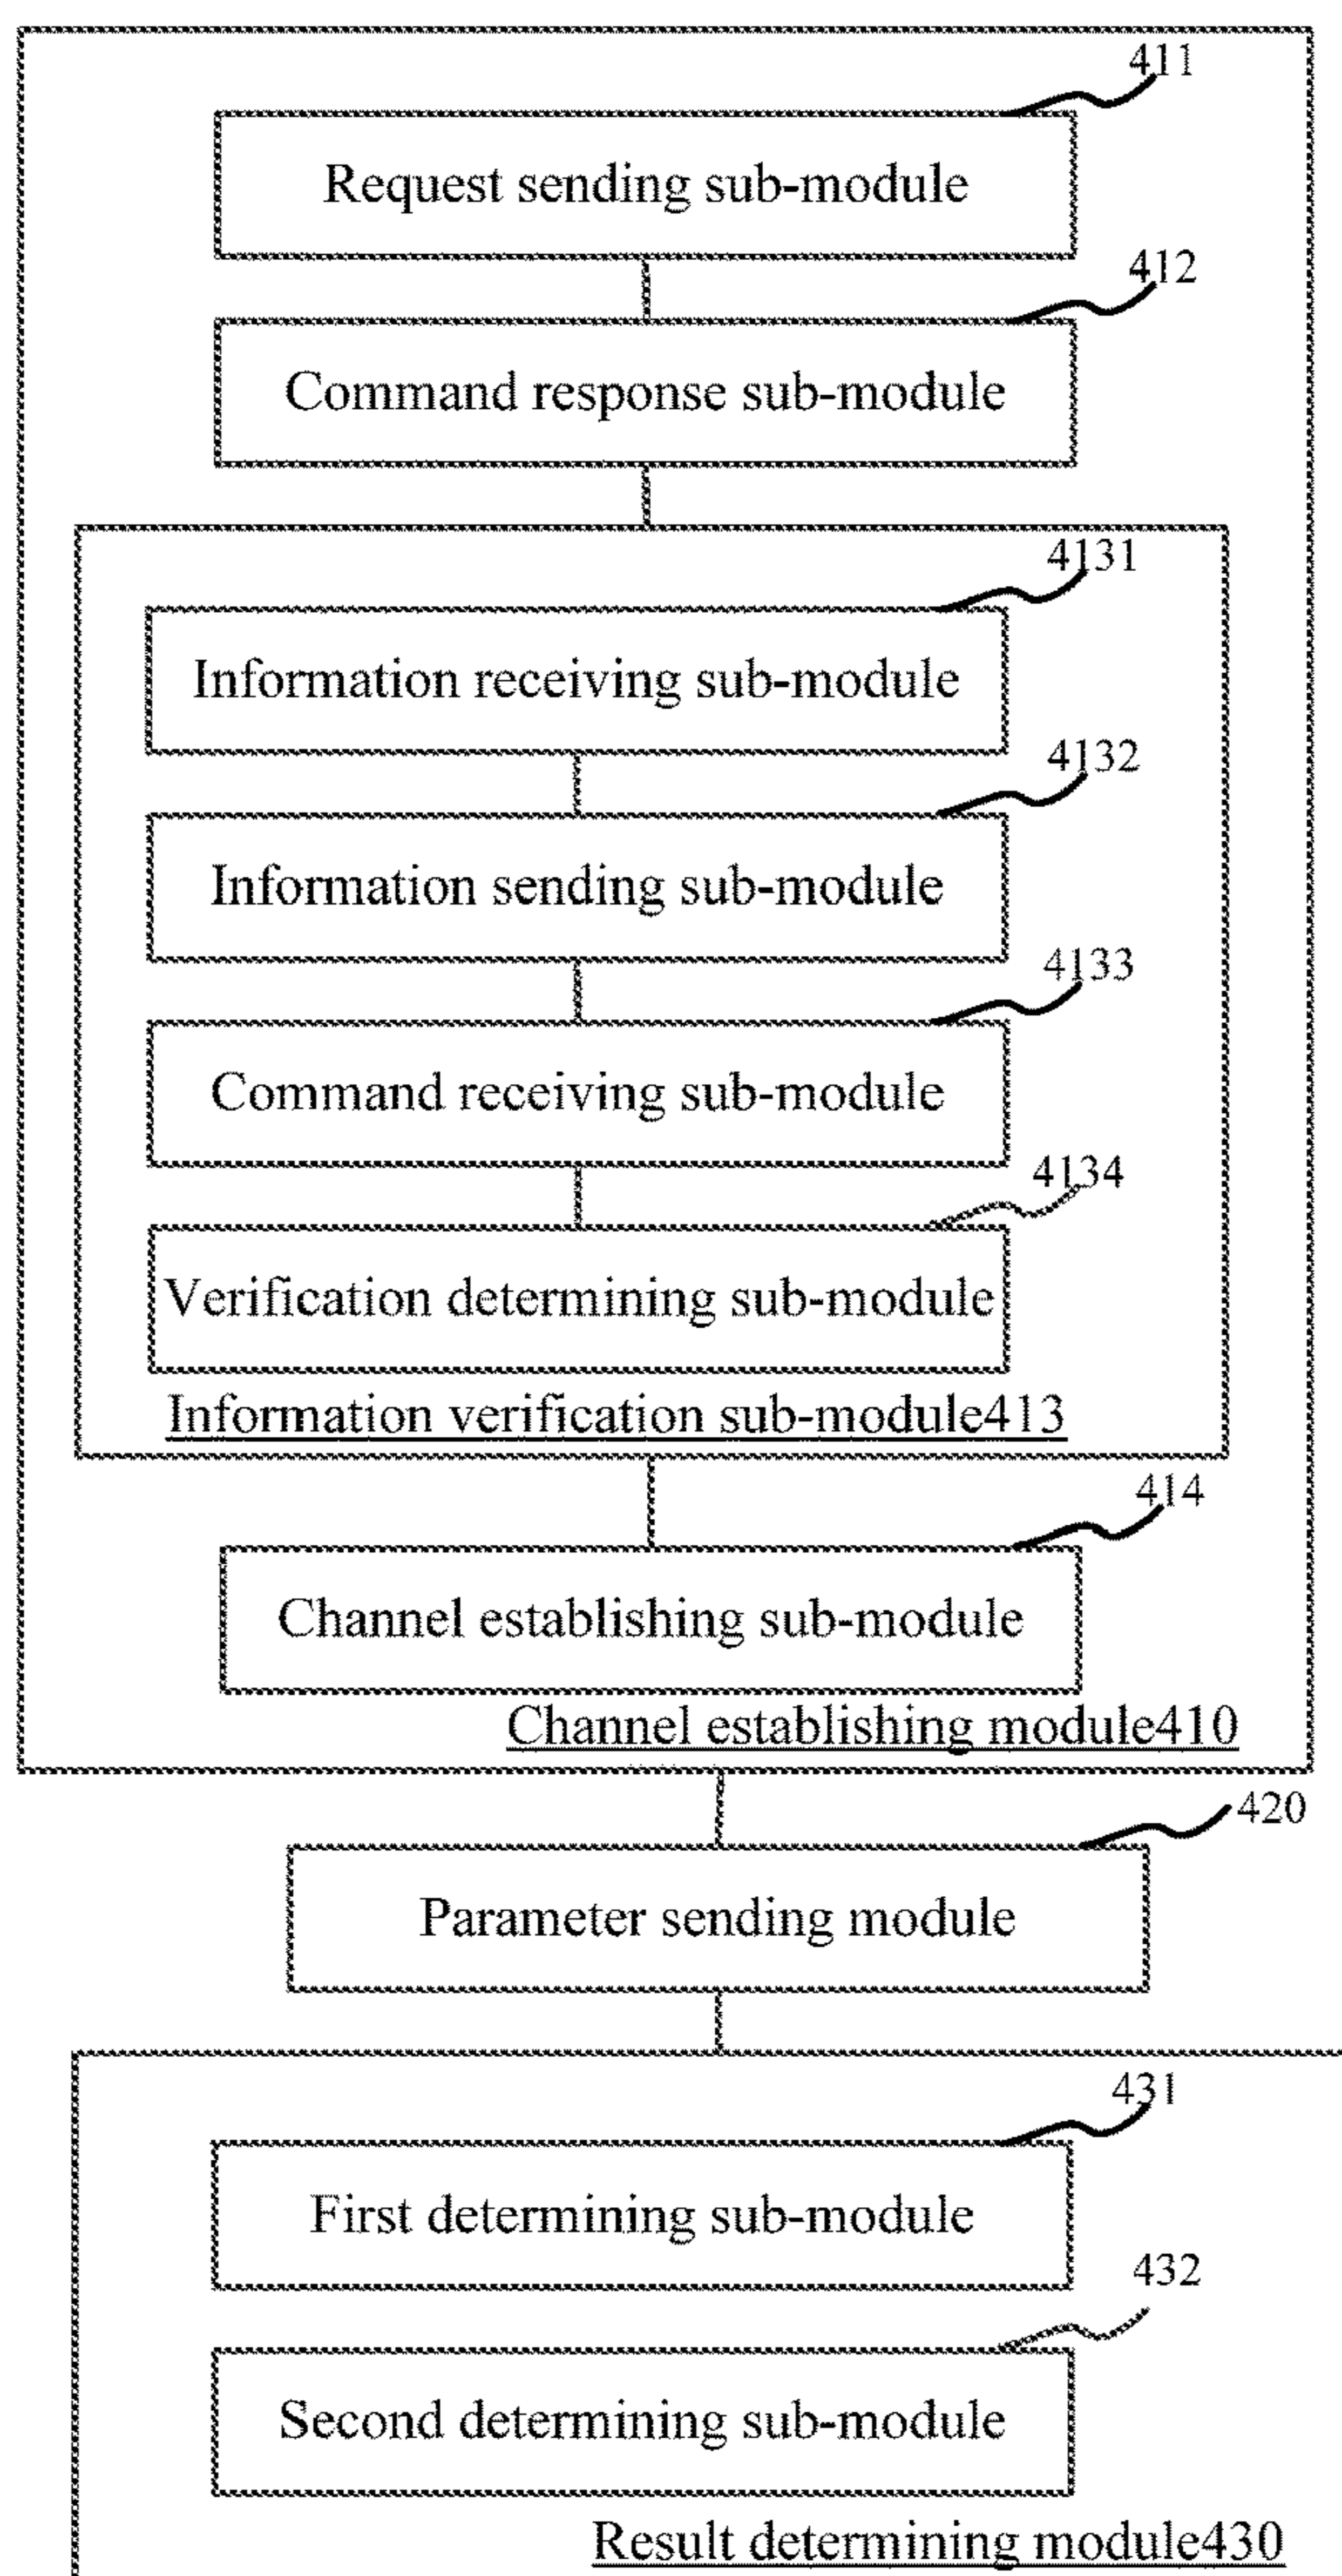 411
Request sending sub-module
412
Command response sub-module
4131
Information receiving sub-module
4132
Information sending sub-module
4133
Command receiving sub-module
4134
Verification determining sub-module
Information verification sub-module413
414
Channel establishing sub-module
Channel establishing module410
420
Parameter sending module
431
First determining sub-module
432
Second determining sub-module
Result determining module430